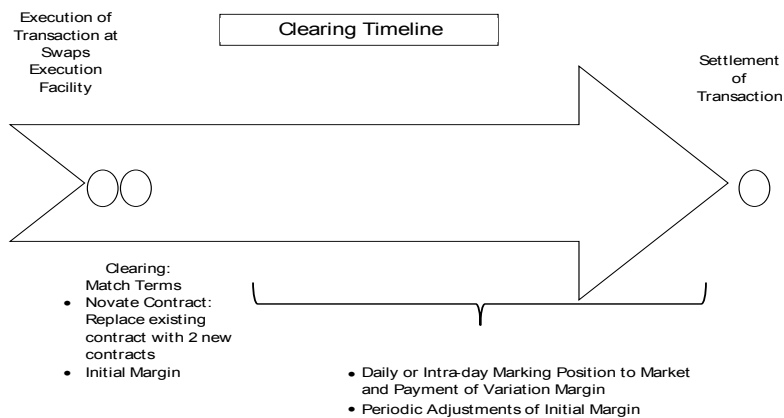 Execution of
Transaction at
Swaps
Execution
Facility
Clearing Timeline
Settlement
of
Transaction
Clearing:
Match Terms
• Novate Contract:
Replace existing
contract with 2 new
contracts
• Initial Margin
• Daily or Intra-day Marking Position to Market
and Payment of Variation Margin
• Periodic Adjustments of Initial Margin